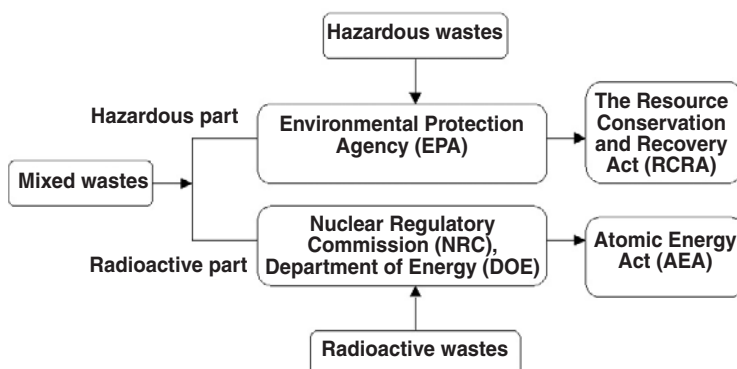 Hazardous wastes
Hazardous part
Environmental Protection
Agency (EPA)
The Resource
Conservation
and Recovery
Act (RCRA)
Mixed wastes
Nuclear Regulatory
Commission (NRC),
Department of Energy (DOE)
Radioactive part
Atomic Energy
Act (AEA)
Radioactive wastes